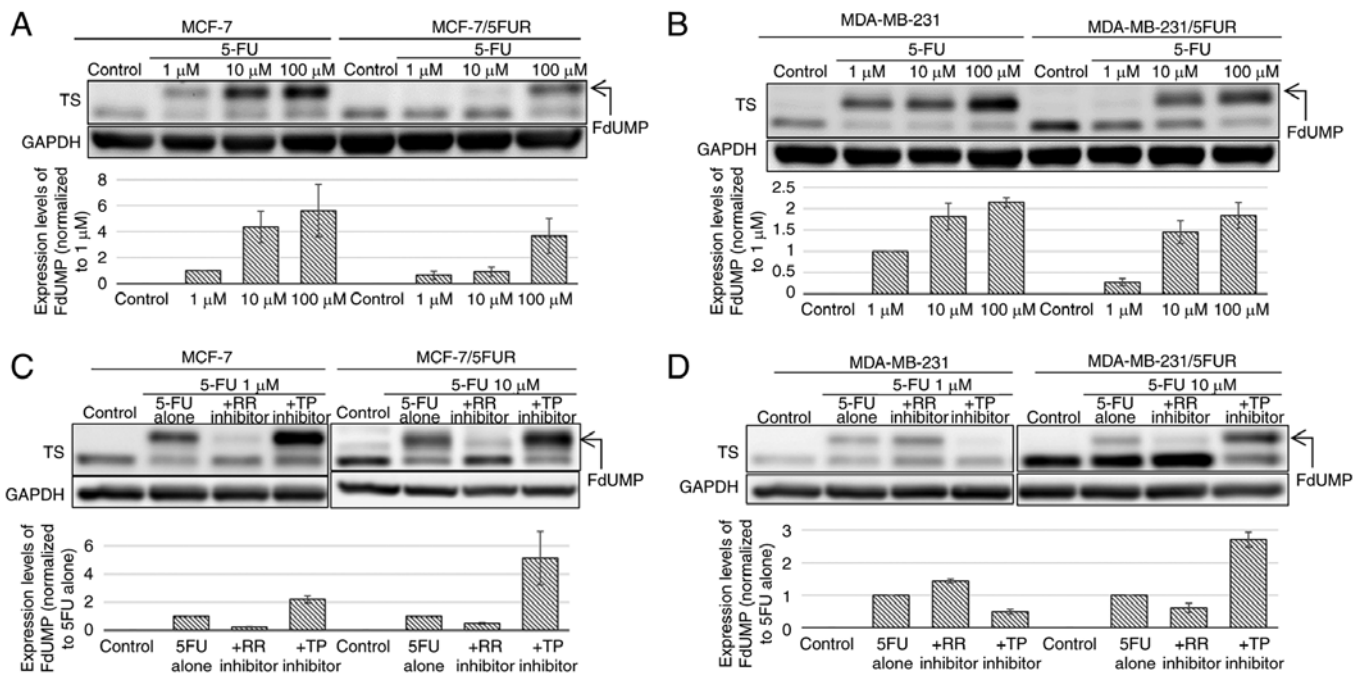 A
MCF-7
MCF-7/5FUR
5-FU
5-FU
Control 1 µM 10 µM 100 µM Control 1 µM 10 µM 100 µM
TS
FdUMP
GAPDH
Expression levels of
FdUMP (normalized
to 1 µM)
8
6
4
2
0
Control 1 µM 10 µM 100 µM Control 1 µM 10 µM 100 µM
B
MDA-MB-231
MDA-MB-231/5FUR
5-FU
5-FU
Control 1 µM 10 µM 100 µM Control 1 µM 10 µM 100 µM
TS
FdUMP
GAPDH
Expression levels of
FdUMP (normalized
to 1 µM)
2.5
2
1.5
1
0.5
0
Control 1 µM 10 µM 100 µM Control 1 µM 10 µM 100 µM
C
MCF-7
MCF-7/5FUR
5-FU 1 µM
5-FU 10 µM
5-FU +RR +TP 5-FU +RR +TP
Control alone inhibitor inhibitor Control alone inhibitor inhibitor
TS
FdUMP
GAPDH
Expression levels of
FdUMP (normalized
to 5FU alone)
6
4
2
0
Control 5FU +RR +TP Control 5FU +RR +TP
alone inhibitor inhibitor alone inhibitor inhibitor
D
MDA-MB-231
MDA-MB-231/5FUR
5-FU 1 µM
5-FU 10 µM
5-FU +RR +TP 5-FU +RR +TP
Control alone inhibitor inhibitor Control alone inhibitor inhibitor
TS
FdUMP
GAPDH
Expression levels of
FdUMP (normalized
to 5FU alone)
3
2
1
0
Control 5FU +RR +TP Control 5FU +RR +TP
alone inhibitor inhibitor alone inhibitor inhibitor